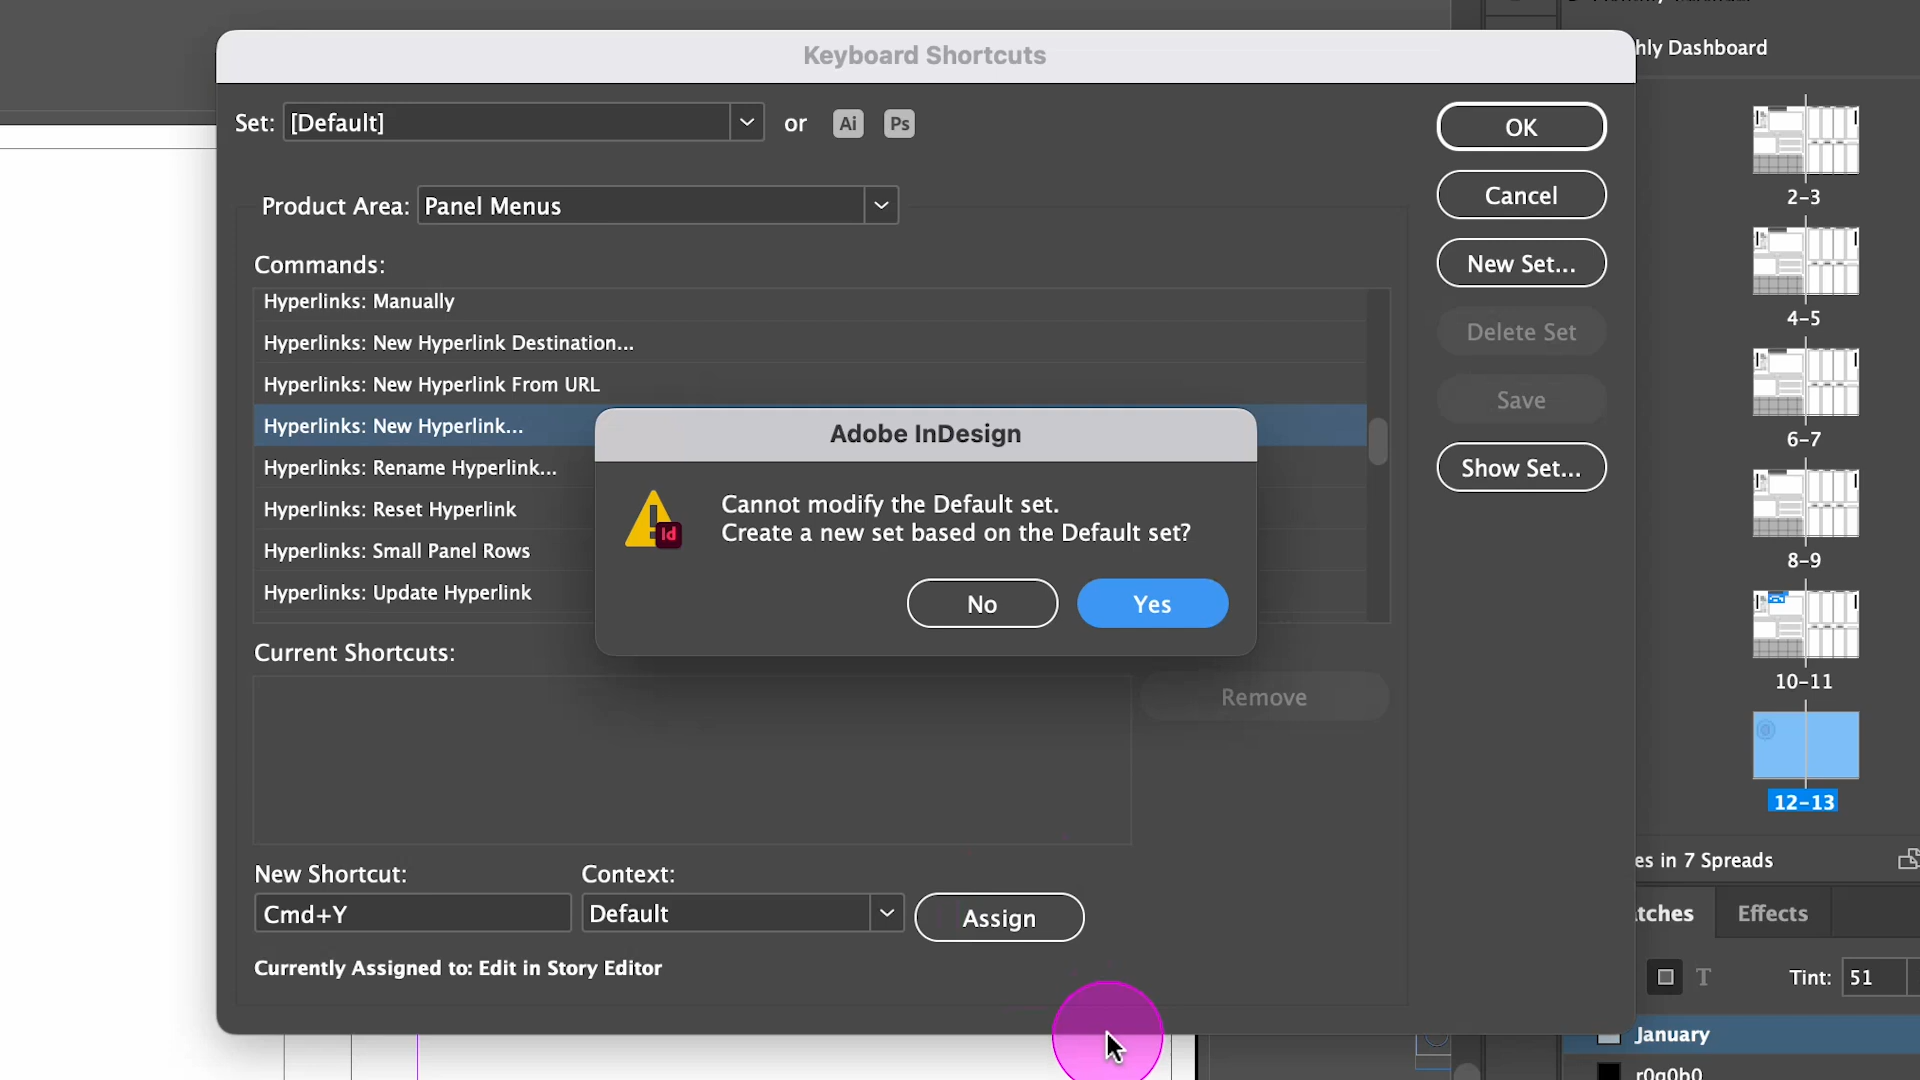 Keyboard Shortcuts
hly Dashboard
Set: [Default] or Ai Ps
OK
Product Area: Panel Menus
Cancel
Commands:
New Set...
Hyperlinks: Manually
Hyperlinks: New Hyperlink Destination...
Delete Set
Hyperlinks: New Hyperlink From URL
Save
Hyperlinks: New Hyperlink...
Hyperlinks: Rename Hyperlink...
Show Set...
Hyperlinks: Reset Hyperlink
Hyperlinks: Small Panel Rows
Hyperlinks: Update Hyperlink
Adobe InDesign
Cannot modify the Default set.
Create a new set based on the Default set?
Id
No
Yes
Current Shortcuts:
Remove
New Shortcut:
Context:
Cmd+Y
Default
Assign
Currently Assigned to: Edit in Story Editor
2-3
4-5
6-7
8-9
10-11
12-13
es in 7 Spreads
tches
Effects
T
Tint: 51
January
r0g0b0